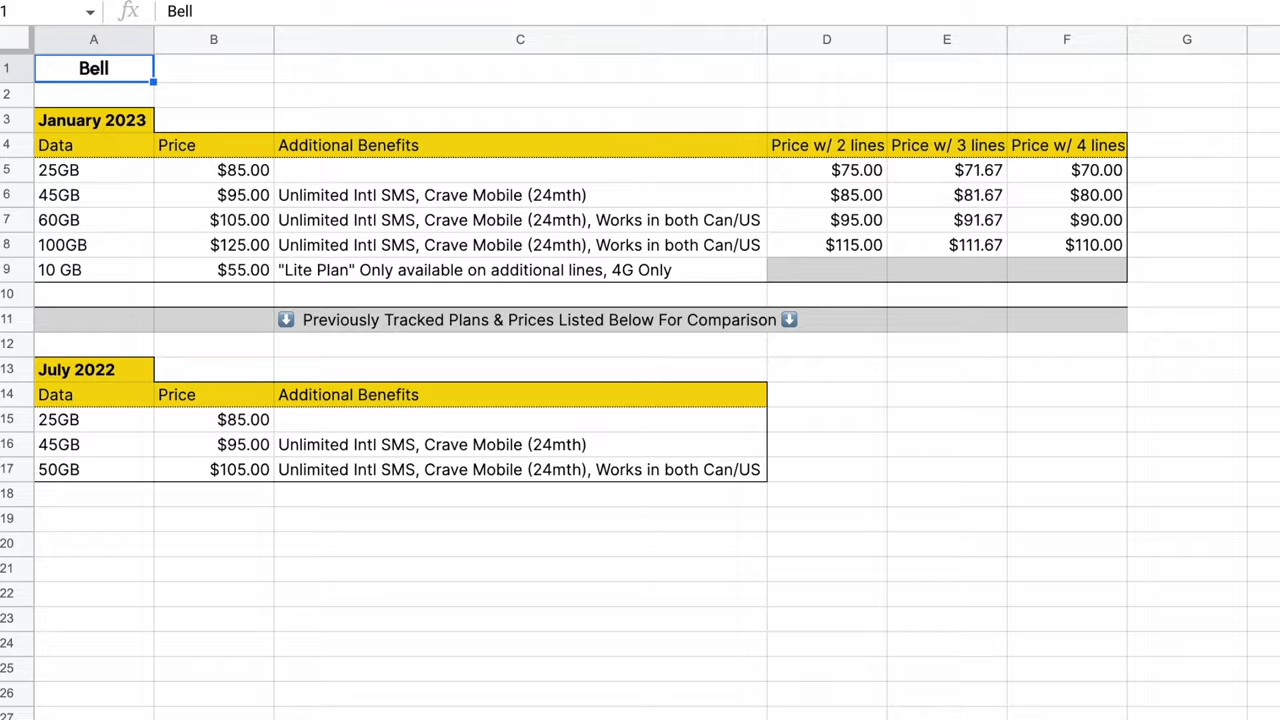 1 fx Bell
A B C D E F G
1 Bell
2
3 January 2023
4 Data Price Additional Benefits Price w/ 2 lines Price w/ 3 lines Price w/ 4 lines
5 25GB $85.00 $75.00 $71.67 $70.00
6 45GB $95.00 Unlimited Intl SMS, Crave Mobile (24mth) $85.00 $81.67 $80.00
7 60GB $105.00 Unlimited Intl SMS, Crave Mobile (24mth), Works in both Can/US $95.00 $91.67 $90.00
8 100GB $125.00 Unlimited Intl SMS, Crave Mobile (24mth), Works in both Can/US $115.00 $111.67 $110.00
9 10 GB $55.00 "Lite Plan" Only available on additional lines, 4G Only
10
11 ⬇️ Previously Tracked Plans & Prices Listed Below For Comparison ⬇️
12
13 July 2022
14 Data Price Additional Benefits
15 25GB $85.00
16 45GB $95.00 Unlimited Intl SMS, Crave Mobile (24mth)
17 50GB $105.00 Unlimited Intl SMS, Crave Mobile (24mth), Works in both Can/US
18
19
20
21
22
23
24
25
26
27